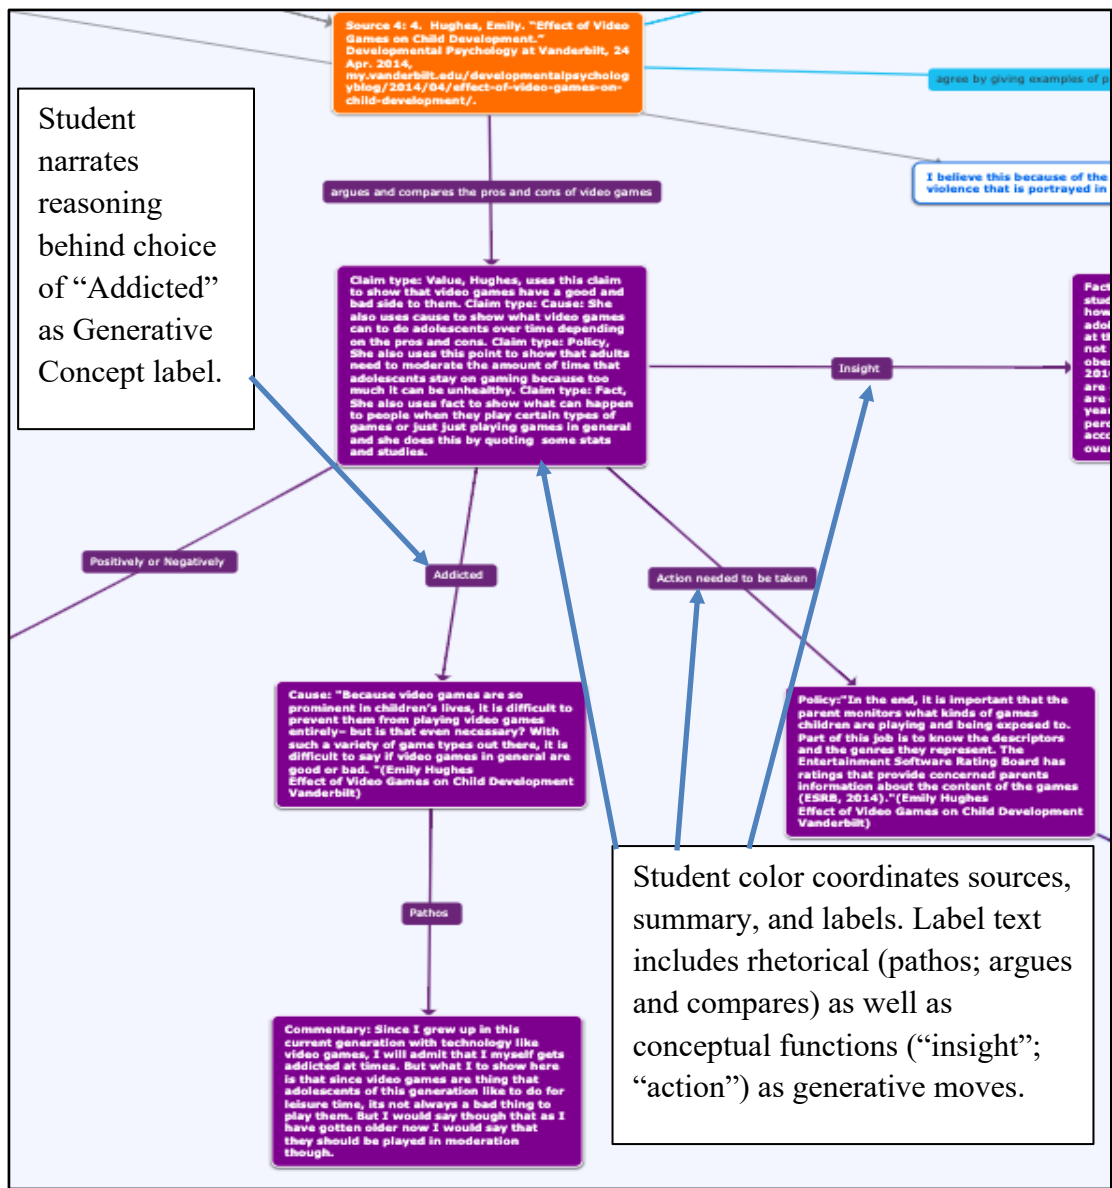 Source 4: 4. Hughes, Emily. "Effect of Video
Games on Child Development."
Developmental Psychology at Vanderbilt, 24
Apr. 2014,
my.vanderbilt.edu/developmentalpsycholog
yblog/2014/04/effect-of-video-games-on-
child-development/.
agree by giving examples of p
Student
narrates
reasoning
behind choice
of “Addicted”
as Generative
Concept label.
I believe this because of the
violence that is portrayed in
argues and compares the pros and cons of video games
Claim type: Value, Hughes, uses this claim
to show that video games have a good and
bad side to them. Claim type: Cause: She
also uses cause to show what video games
can to do adolescents over time depending
on the pros and cons. Claim type: Policy,
She also uses this point to show that adults
need to moderate the amount of time that
adolescents stay on gaming because too
much it can be unhealthy. Claim type: Fact,
She also uses fact to show what can happen
to people when they play certain types of
games or just just playing games in general
and she does this by quoting some stats
and studies.
Insight
Fact
stud
how
ado
at th
not
obes
201
are
are
year
perc
acco
over
Positively or Negatively
Addicted
Action needed to be taken
Cause: "Because video games are so
prominent in children’s lives, it is difficult to
prevent them from playing video games
entirely– but is that even necessary? With
such a variety of game types out there, it is
difficult to say if video games in general are
good or bad. "(Emily Hughes
Effect of Video Games on Child Development
Vanderbilt)
Policy:"In the end, it is important that the
parent monitors what kinds of games
children are playing and being exposed to.
Part of this job is to know the descriptors
and the genres they represent. The
Entertainment Software Rating Board has
ratings that provide concerned parents
information about the content of the games
(ESRB, 2014)."(Emily Hughes
Effect of Video Games on Child Development
Vanderbilt)
Pathos
Student color coordinates sources,
summary, and labels. Label text
includes rhetorical (pathos; argues
and compares) as well as
conceptual functions (“insight”;
“action”) as generative moves.
Commentary: Since I grew up in this
current generation with technology like
video games, I will admit that I myself gets
addicted at times. But what I to show here
is that since video games are thing that
adolescents of this generation like to do for
leisure time, its not always a bad thing to
play them. But I would say though that as I
have gotten older now I would say that
they should be played in moderation
though.